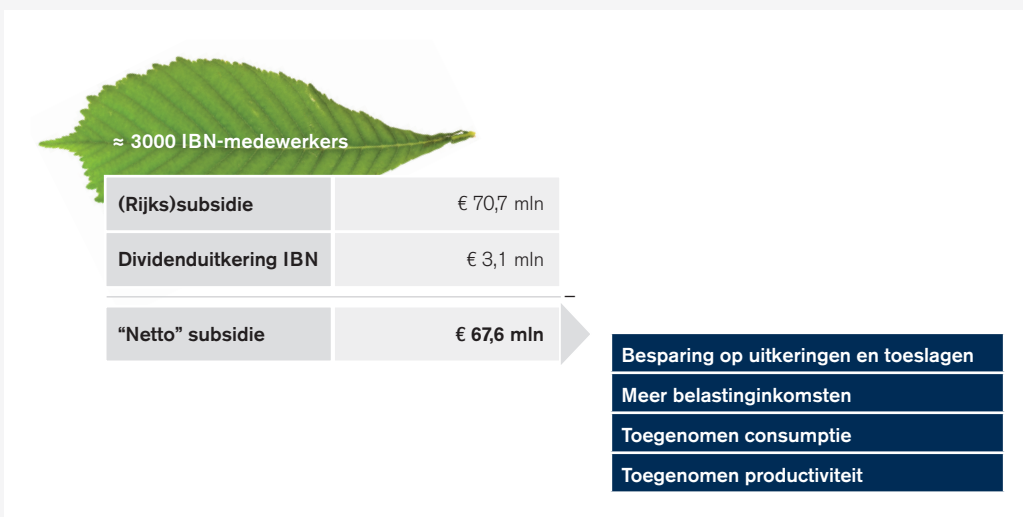 ≈ 3000 IBN-medewerkers
(Rijks)subsidie € 70,7 mln
Dividenduitkering IBN € 3,1 mln
–
“Netto” subsidie € 67,6 mln
Besparing op uitkeringen en toeslagen
Meer belastinginkomsten
Toegenomen consumptie
Toegenomen productiviteit